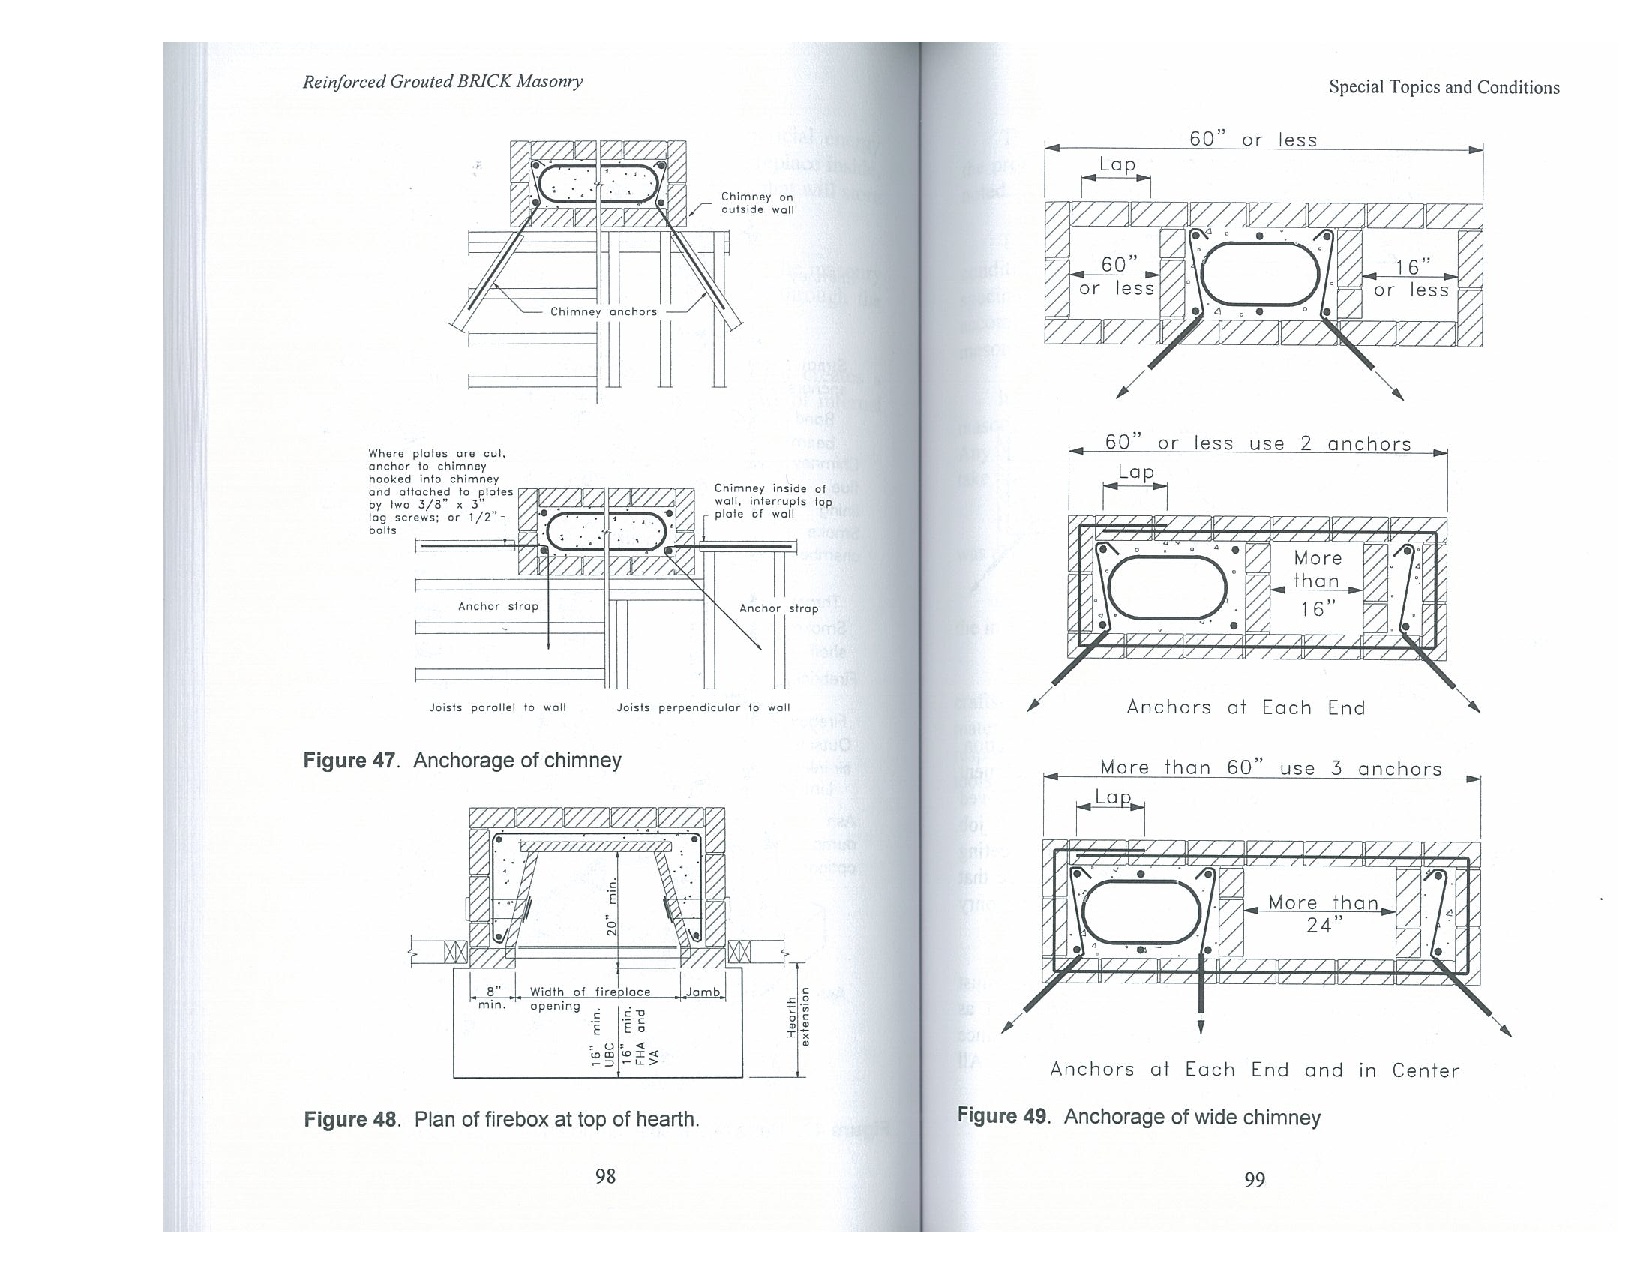 Reinforced Grouted BRICK Masonry
Chimney on
outside wall
Chimney anchors
Where plates are cut,
anchor to chimney
hooked into chimney
and attached to plates
by two 3/8" x 3"
lag screws; or 1/2"-
bolts
Chimney inside of
wall, interrupts top
plate of wall
Anchor strap
Anchor strap
Joists parallel to wall
Joists perpendicular to wall
Figure 47. Anchorage of chimney
20" min.
8"
min.
Width of fireplace
opening
Jamb
16" min.
UBC
16" min.
FHA and
VA
Hearth
extension
Figure 48. Plan of firebox at top of hearth.
98
Special Topics and Conditions
60" or less
Lap
60"
or less
16"
or less
60" or less use 2 anchors
Lap
More
than
16"
Anchors at Each End
More than 60" use 3 anchors
Lap
More than
24"
Anchors at Each End and in Center
Figure 49. Anchorage of wide chimney
99